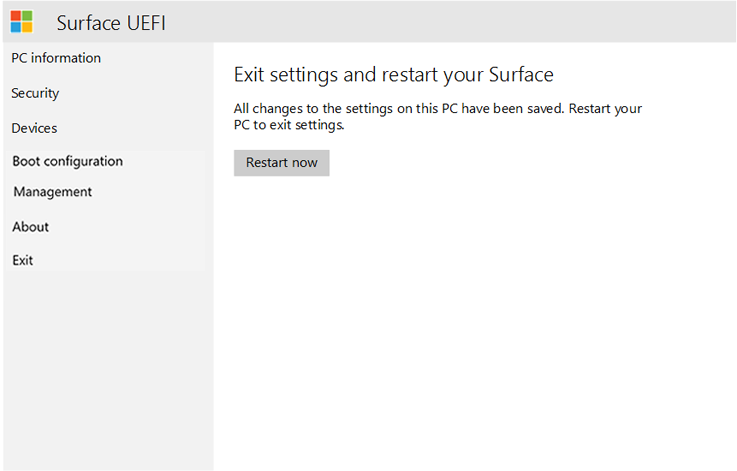 Surface UEFI
PC information
Security
Devices
Boot configuration
Management
About
Exit
Exit settings and restart your Surface
All changes to the settings on this PC have been saved. Restart your
PC to exit settings.
Restart now